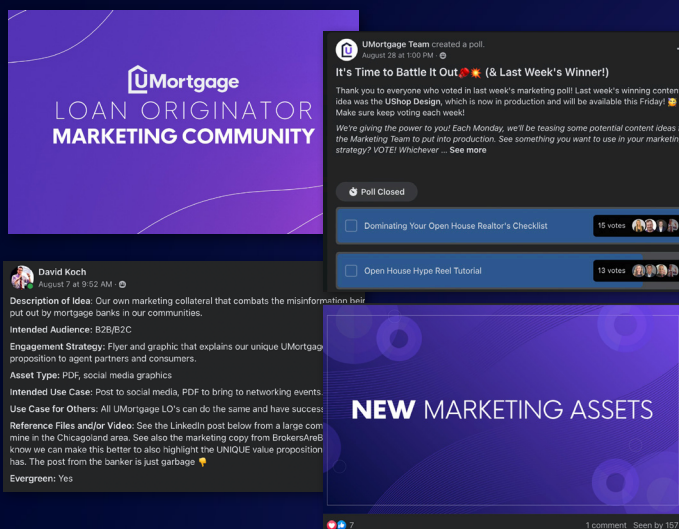 UMortgage
LOAN ORIGINATOR
MARKETING COMMUNITY
UMortgage Team created a poll.
August 28 at 1:00 PM ·
It's Time to Battle It Out🥊💥 (& Last Week's Winner!)
Thank you to everyone who voted in last week's marketing poll! Last week's winning conten
idea was the UShop Design, which is now in production and will be available this Friday!
Make sure keep voting each week!
We're giving the power to you! Each Monday, we'll be teasing some potential content ideas
the Marketing Team to put into production. See something you want to use in your marketin
strategy? VOTE! Whichever ... See more
Poll Closed
Dominating Your Open House Realtor's Checklist
15 votes
Open House Hype Reel Tutorial
13 votes
David Koch
August 7 at 9:52 AM ·
Description of Idea: Our own marketing collateral that combats the misinformation bein
put out by mortgage banks in our communities.
Intended Audience: B2B/B2C
Engagement Strategy: Flyer and graphic that explains our unique UMortgag
proposition to agent partners and consumers.
Asset Type: PDF, social media graphics
Intended Use Case: Post to social media, PDF to bring to networking events.
Use Case for Others: All UMortgage LO's can do the same and have succes
Reference Files and/or Video: See the LinkedIn post below from a large com
mine in the Chicagoland area. See also the marketing copy from BrokersAreB
know we can make this better to also highlight the UNIQUE value proposition
has. The post from the banker is just garbage 👎
Evergreen: Yes
NEW MARKETING ASSETS
7
1 comment Seen by 157